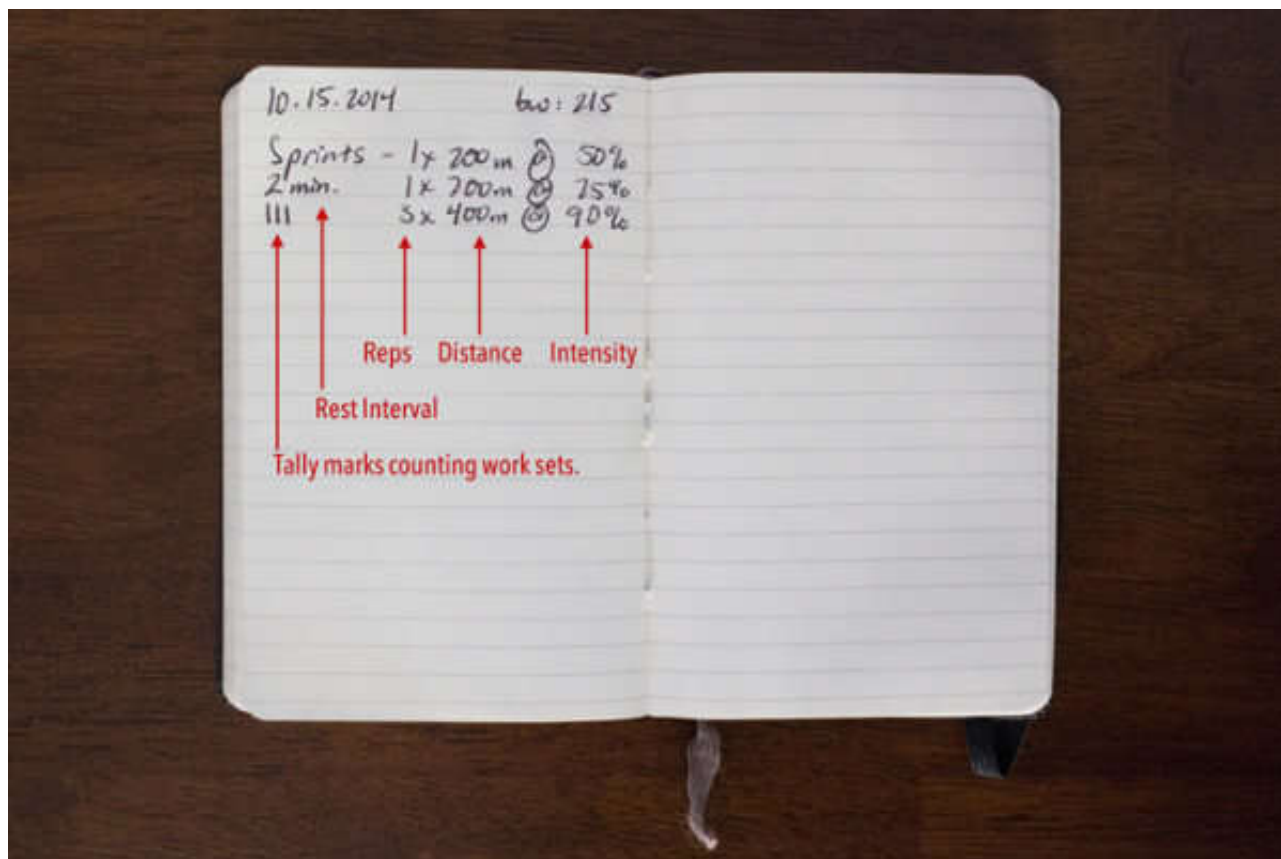 10.15.2014 bw: 215
Sprints - 1x 200m @ 50%
2 min. 1x 200m @ 75%
III 3x 400m @ 90%
Reps Distance Intensity
Rest Interval
Tally marks counting work sets.